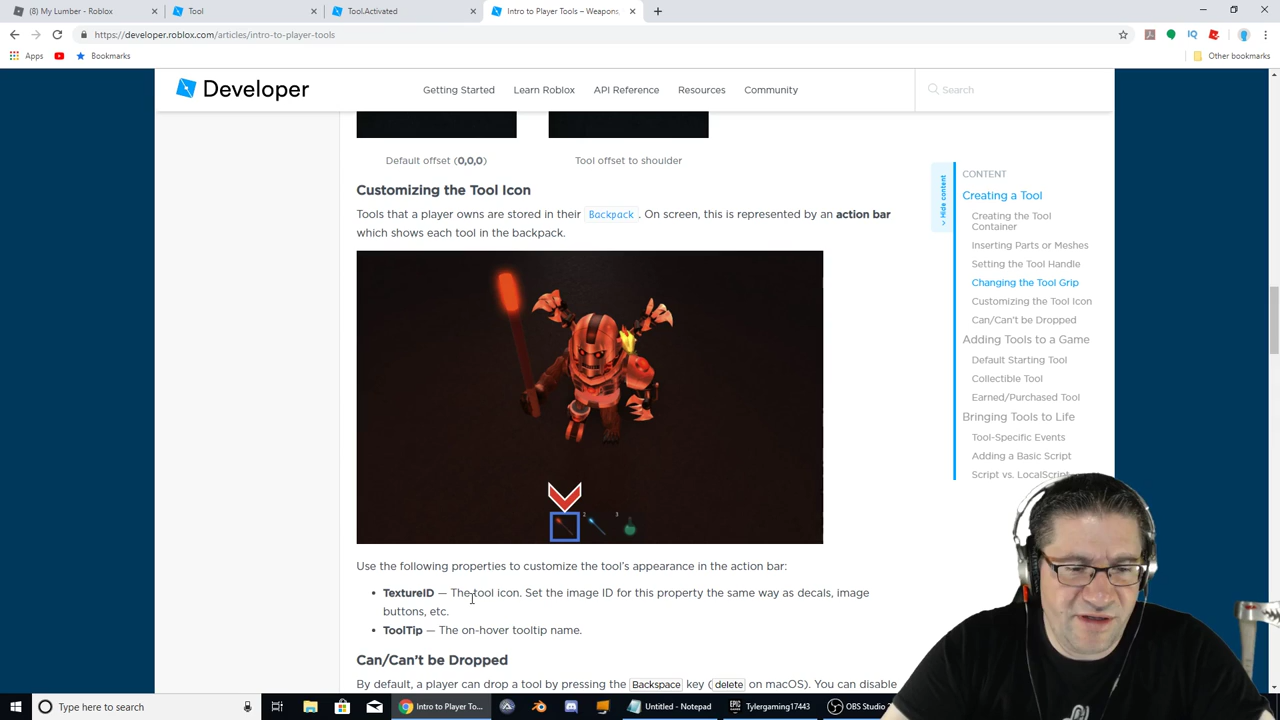 (8) My Lumber - Roblox
Tool
Tool.Activated
Intro to Player Tools – Weapons,
https://developer.roblox.com/articles/intro-to-player-tools
Apps
Bookmarks
Other bookmarks
Developer
Getting Started
Learn Roblox
API Reference
Resources
Community
Search
Default offset (0,0,0)
Tool offset to shoulder
Customizing the Tool Icon
Tools that a player owns are stored in their Backpack. On screen, this is represented by an action bar
which shows each tool in the backpack.
2
3
Use the following properties to customize the tool's appearance in the action bar:
• TextureID — The tool icon. Set the image ID for this property the same way as decals, image
buttons, etc.
• ToolTip — The on-hover tooltip name.
Can/Can't be Dropped
By default, a player can drop a tool by pressing the Backspace key (delete on macOS). You can disable
Hide content
CONTENT
Creating a Tool
Creating the Tool
Container
Inserting Parts or Meshes
Setting the Tool Handle
Changing the Tool Grip
Customizing the Tool Icon
Can/Can't be Dropped
Adding Tools to a Game
Default Starting Tool
Collectible Tool
Earned/Purchased Tool
Bringing Tools to Life
Tool-Specific Events
Adding a Basic Script
Script vs. LocalScript
Type here to search
Intro to Player To...
Untitled - Notepad
Tylergaming17443
OBS Studio 2